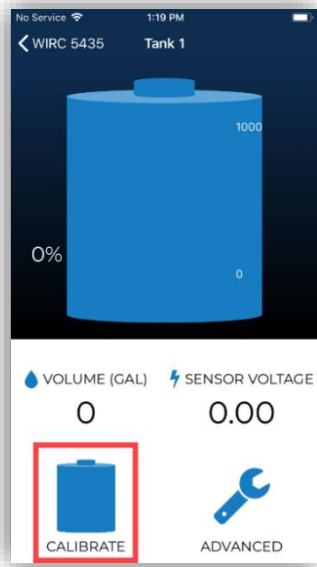 No Service 1:19 PM
WIRC 5435 Tank 1
1000
0%
0
VOLUME (GAL) SENSOR VOLTAGE
0 0.00
CALIBRATE ADVANCED